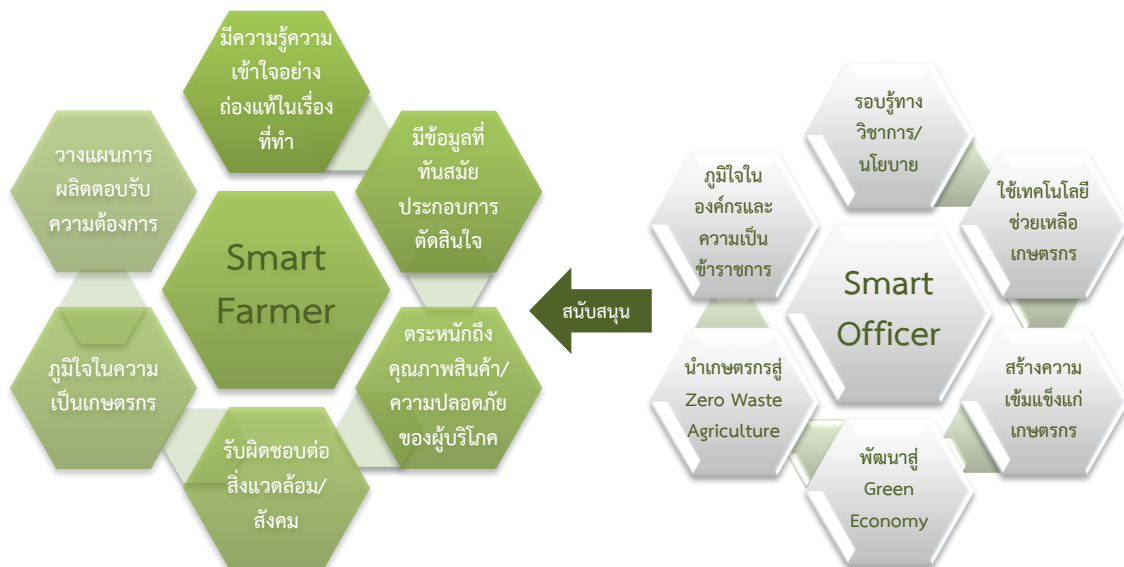 มีความรู้ความ
เข้าใจอย่าง
ถ่องแท้ในเรื่อง
ที่ทำ
มีข้อมูลที่
ทันสมัย
ประกอบการ
ตัดสินใจ
ตระหนักถึง
คุณภาพสินค้า/
ความปลอดภัย
ของผู้บริโภค
รับผิดชอบต่อ
สิ่งแวดล้อม/
สังคม
ภูมิใจในความ
เป็นเกษตรกร
วางแผนการ
ผลิตตอบรับ
ความต้องการ
Smart
Farmer
สนับสนุน
รอบรู้ทาง
วิชาการ/
นโยบาย
ใช้เทคโนโลยี
ช่วยเหลือ
เกษตรกร
สร้างความ
เข้มแข็งแก่
เกษตรกร
พัฒนาสู่
Green
Economy
นำเกษตรกรสู่
Zero Waste
Agriculture
ภูมิใจใน
องค์กรและ
ความเป็น
ข้าราชการ
Smart
Officer